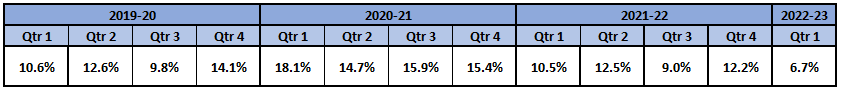 2019-20 2020-21 2021-22 2022-23
Qtr 1 Qtr 2 Qtr 3 Qtr 4 Qtr 1 Qtr 2 Qtr 3 Qtr 4 Qtr 1 Qtr 2 Qtr 3 Qtr 4 Qtr 1
10.6% 12.6% 9.8% 14.1% 18.1% 14.7% 15.9% 15.4% 10.5% 12.5% 9.0% 12.2% 6.7%